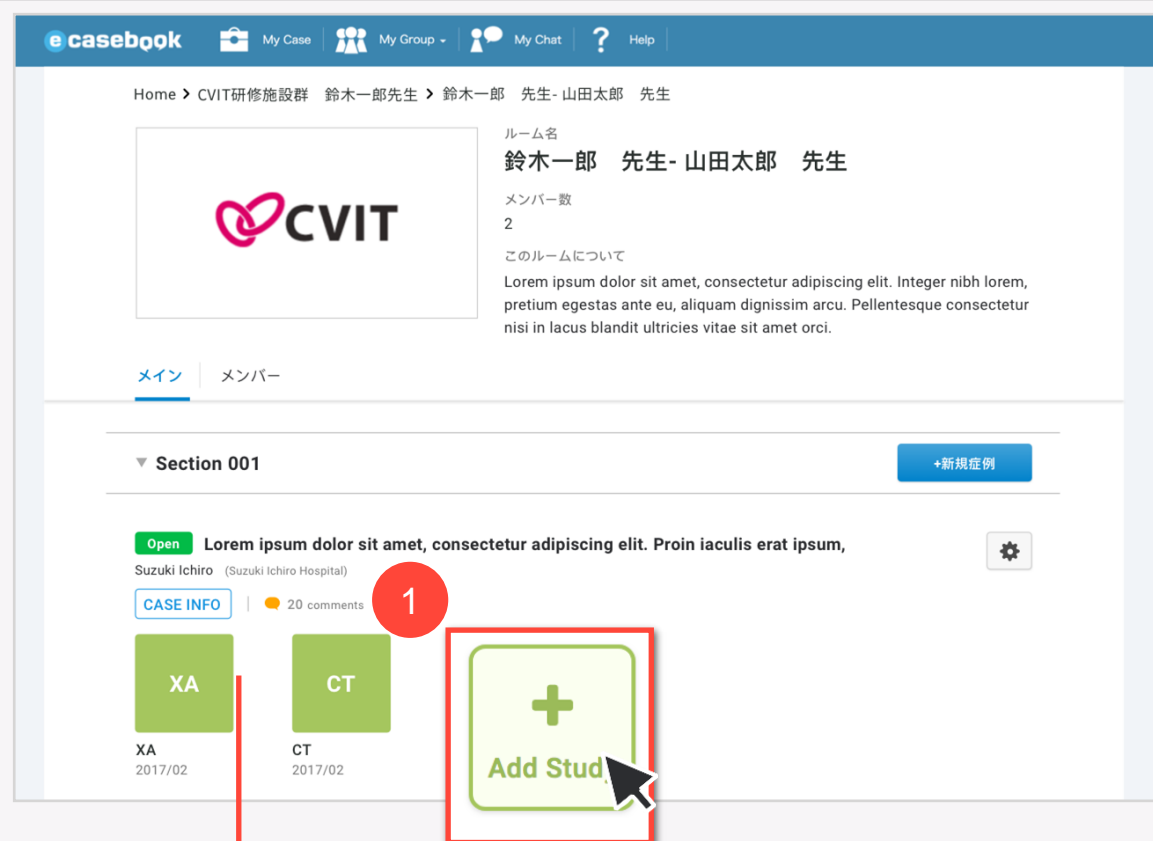 ecasebook My Case My Group My Chat ? Help
Home > CVIT研修施設群　鈴木一郎先生 > 鈴木一郎　先生- 山田太郎　先生
CVIT
ルーム名
鈴木一郎　先生- 山田太郎　先生
メンバー数
2
このルームについて
Lorem ipsum dolor sit amet, consectetur adipiscing elit. Integer nibh lorem,
pretium egestas ante eu, aliquam dignissim arcu. Pellentesque consectetur
nisi in lacus blandit ultricies vitae sit amet orci.
メイン メンバー
Section 001 +新規症例
Open Lorem ipsum dolor sit amet, consectetur adipiscing elit. Proin iaculis erat ipsum,
Suzuki Ichiro (Suzuki Ichiro Hospital)
CASE INFO 20 comments 1
XA CT
Add Stud
XA CT
2017/02 2017/02